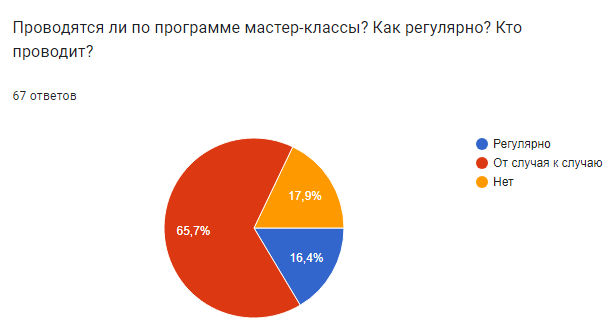 Проводятся ли по программе мастер-классы? Как регулярно? Кто
проводит?
67 ответов
Регулярно
От случая к случаю
Нет
17,9%
65,7%
16,4%